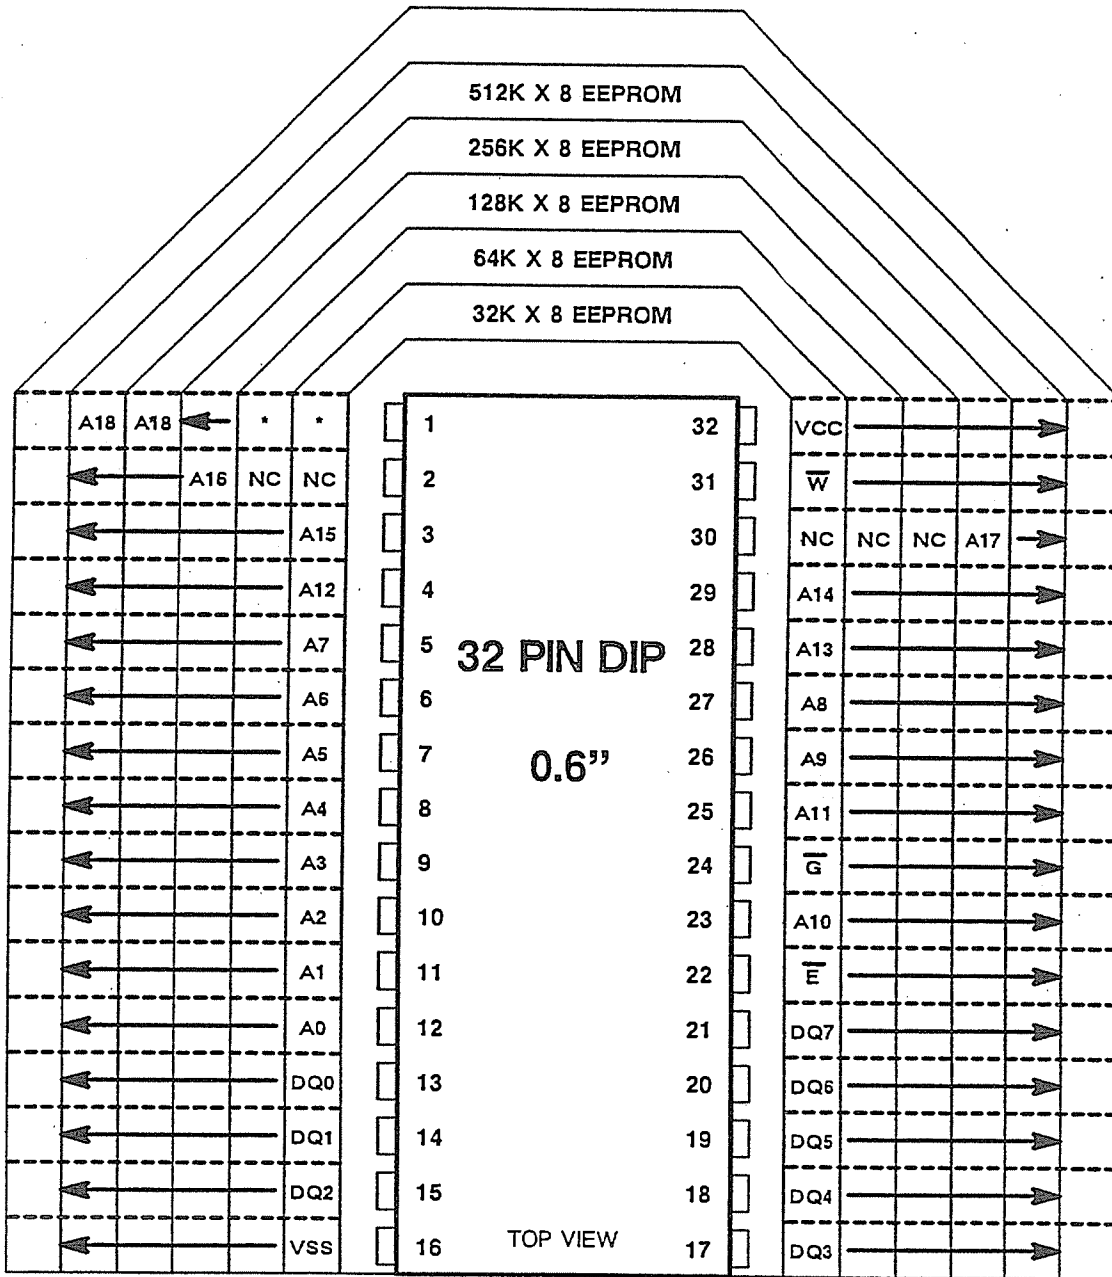 512K X 8 EEPROM
256K X 8 EEPROM
128K X 8 EEPROM
64K X 8 EEPROM
32K X 8 EEPROM
A18 A18 * * 1 32 VCC
A16 NC NC 2 31 W̅
A15 3 30 NC NC NC A17
A12 4 29 A14
A7 5 28 A13
32 PIN DIP
A6 6 27 A8
A5 7 26 A9
0.6”
A4 8 25 A11
A3 9 24 G̅
A2 10 23 A10
A1 11 22 E̅
A0 12 21 DQ7
DQ0 13 20 DQ6
DQ1 14 19 DQ5
DQ2 15 18 DQ4
VSS 16 TOP VIEW 17 DQ3